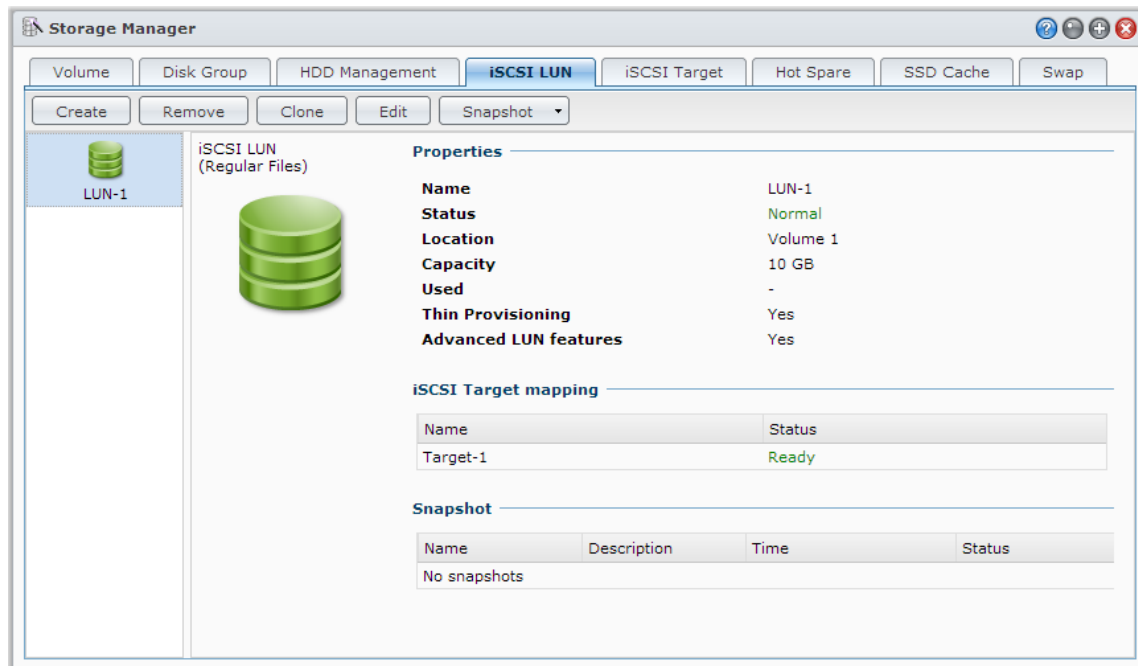 Storage Manager
Volume Disk Group HDD Management iSCSI LUN iSCSI Target Hot Spare SSD Cache Swap
Create Remove Clone Edit Snapshot
LUN-1
iSCSI LUN
(Regular Files)
Properties
Name LUN-1
Status Normal
Location Volume 1
Capacity 10 GB
Used -
Thin Provisioning Yes
Advanced LUN features Yes
iSCSI Target mapping
Name Status
Target-1 Ready
Snapshot
Name Description Time Status
No snapshots